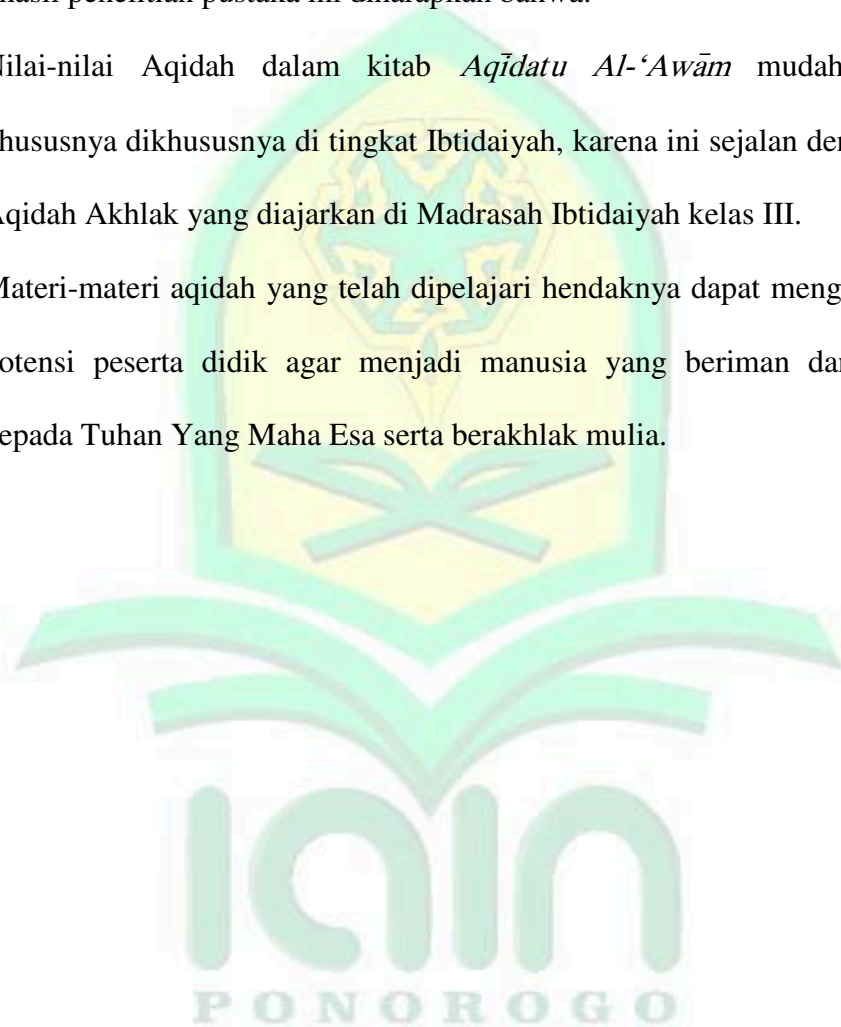 hasil penelitian pustaka ini diharapkan bahwa:
Nilai-nilai Aqidah dalam kitab Aqīdatu Al-‘Awām mudah
khususnya dikhususnya di tingkat Ibtidaiyah, karena ini sejalan den
Aqidah Akhlak yang diajarkan di Madrasah Ibtidaiyah kelas III.
Materi-materi aqidah yang telah dipelajari hendaknya dapat meng
otensi peserta didik agar menjadi manusia yang beriman dan
epada Tuhan Yang Maha Esa serta berakhlak mulia.
IAIN
PONOROGO